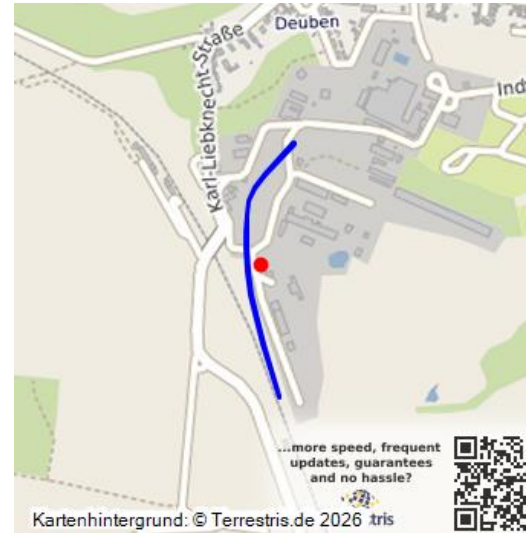 Deuben
Karl-Liebknecht-Straße
Ind
...more speed, frequent
updates, guarantees
and no hassle?
Kartenhintergrund: © Terrestris.de 2026
tris